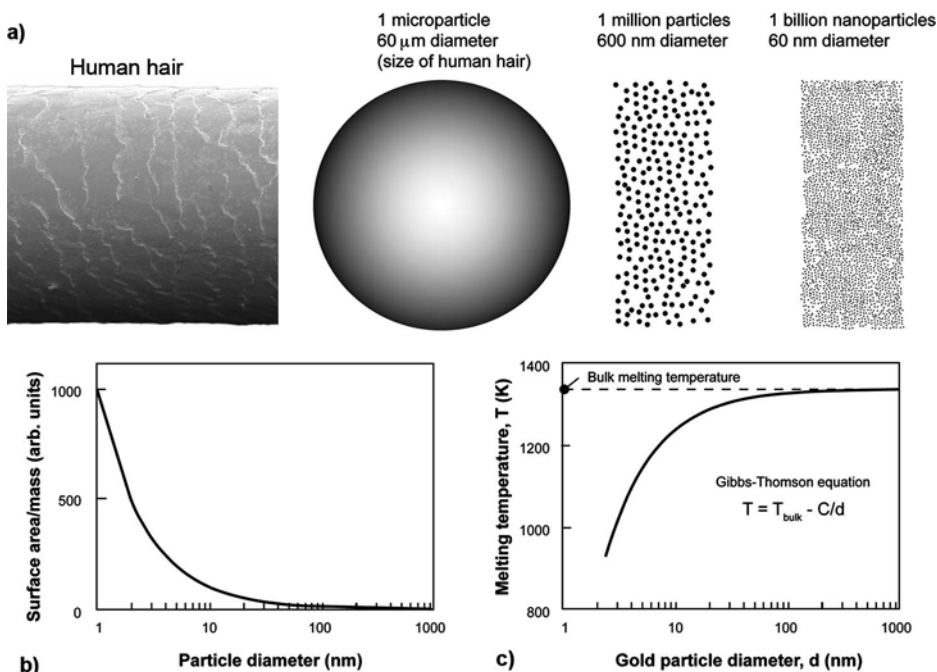 a)
Human hair
1 microparticle
60 μm diameter
(size of human hair)
1 million particles
600 nm diameter
1 billion nanoparticles
60 nm diameter
Surface area/mass (arb. units)
1000
500
0
1
10
100
1000
b)
Particle diameter (nm)
Melting temperature, T (K)
1400
1200
1000
800
Bulk melting temperature
Gibbs-Thomson equation
T = T_bulk - C/d
1
10
100
1000
c)
Gold particle diameter, d (nm)